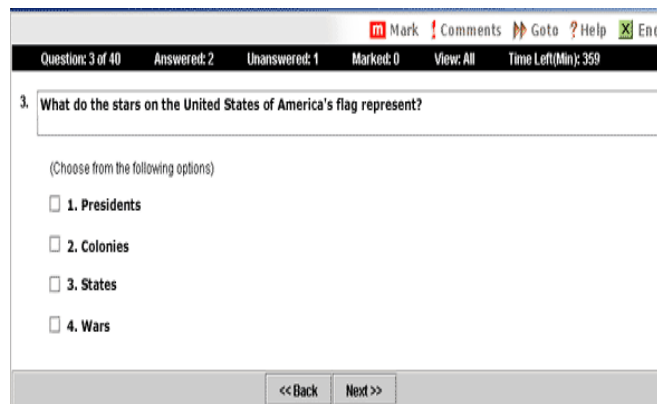 m Mark ! Comments Goto ? Help X En
Question: 3 of 40 Answered: 2 Unanswered: 1 Marked: 0 View: All Time Left(Min): 359
3. What do the stars on the United States of America's flag represent?
(Choose from the following options)
1. Presidents
2. Colonies
3. States
4. Wars
<< Back Next >>